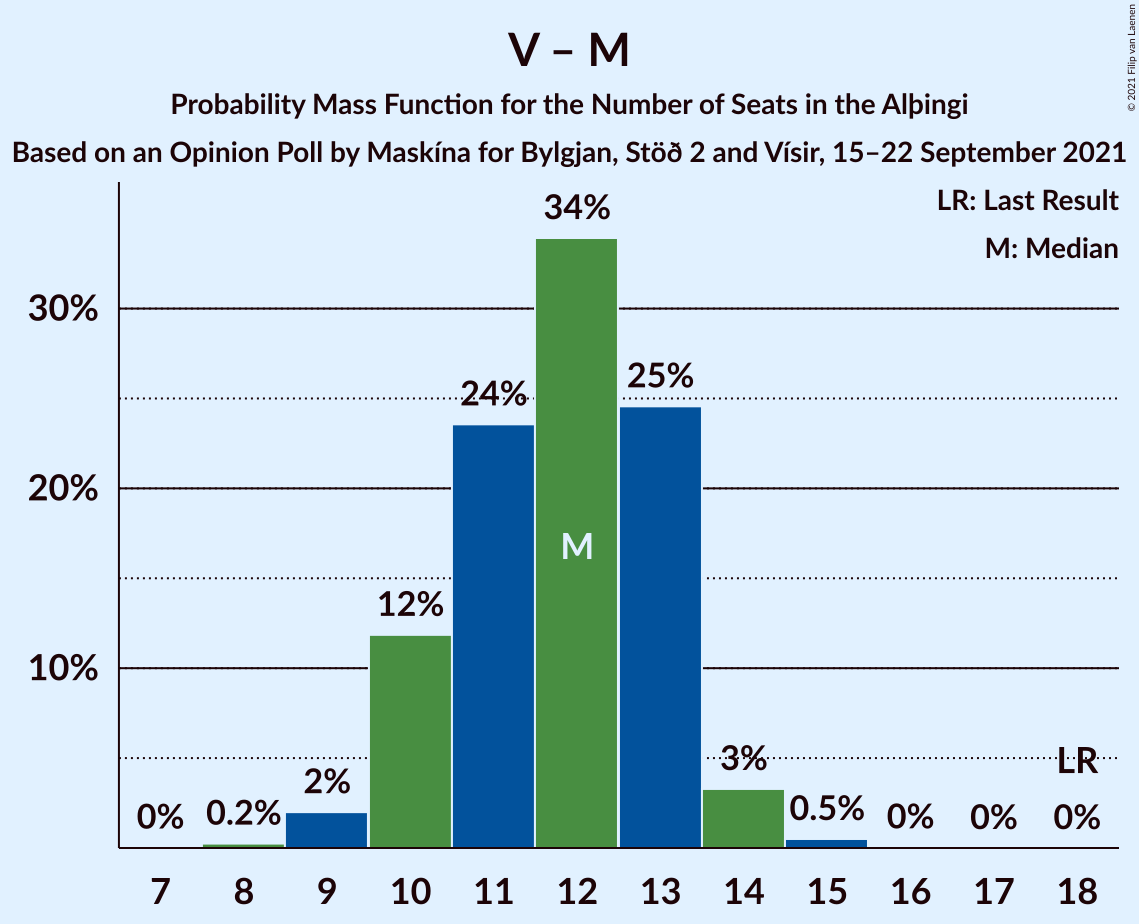 V – M
Probability Mass Function for the Number of Seats in the Alþingi
Based on an Opinion Poll by Maskína for Bylgjan, Stöð 2 and Vísir, 15–22 September 2021
© 2021 Filip van Laenen
LR: Last Result
M: Median
34%
30%
25%
24%
20%
M
12%
10%
3%
LR
2%
0% 0.2% 0.5% 0% 0% 0%
7 8 9 10 11 12 13 14 15 16 17 18